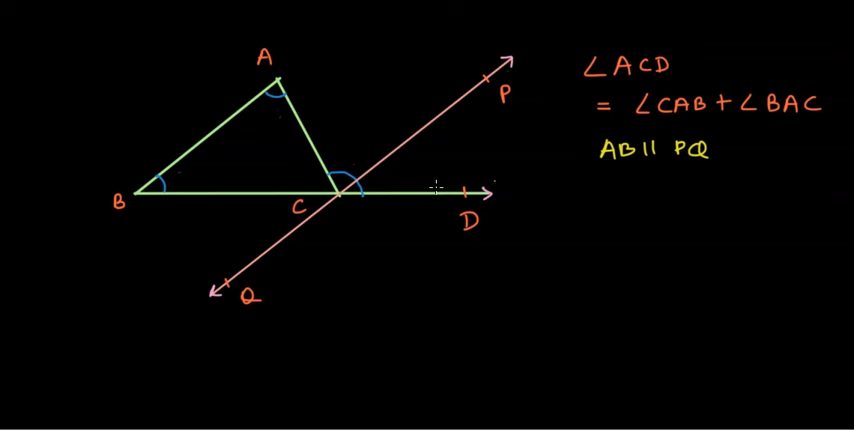 A
P
∠ACD
= ∠CAB + ∠BAC
AB || PQ
B
C
D
Q